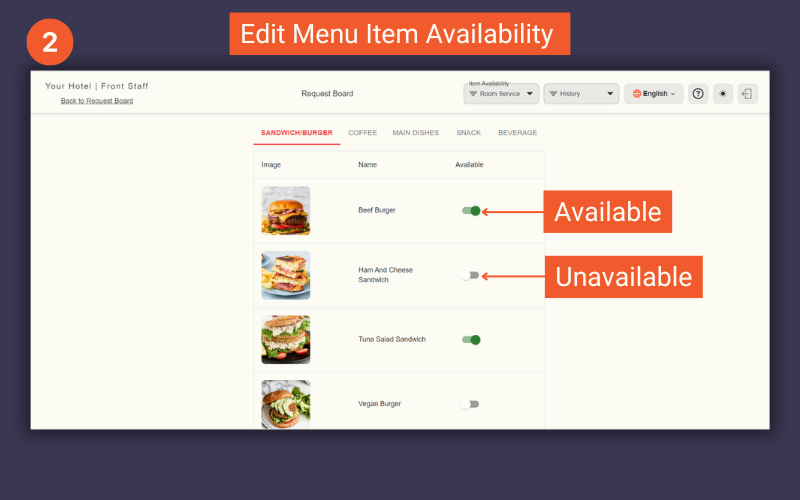 2
Edit Menu Item Availability
Your Hotel | Front Staff
Back to Request Board
Request Board
Item Availability
Room Service
History
English
?
SANDWICH/BURGER COFFEE MAIN DISHES SNACK BEVERAGE
Image Name Available
Beef Burger
Available
Ham And Cheese
Sandwich
Unavailable
Tuna Salad Sandwich
Vegan Burger